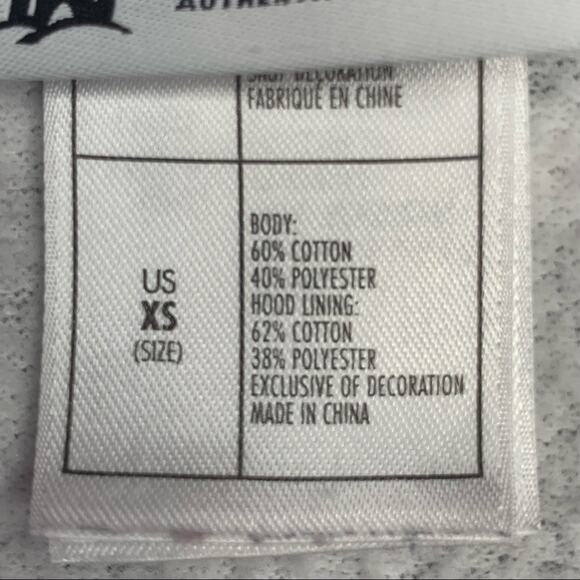 FABRIQUÉ EN CHINE
US
XS
(SIZE)
BODY:
60% COTTON
40% POLYESTER
HOOD LINING:
62% COTTON
38% POLYESTER
EXCLUSIVE OF DECORATION
MADE IN CHINA